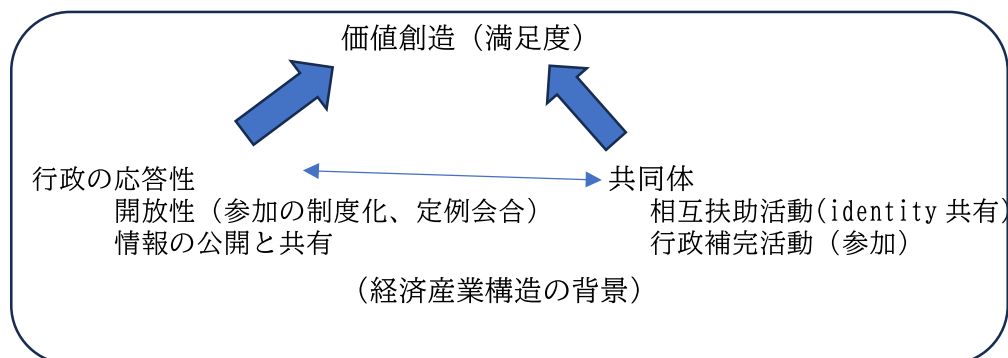 価値創造（満足度）
行政の応答性
共同体
開放性（参加の制度化、定例会合）
相互扶助活動(identity 共有)
情報の公開と共有
行政補完活動（参加）
（経済産業構造の背景）